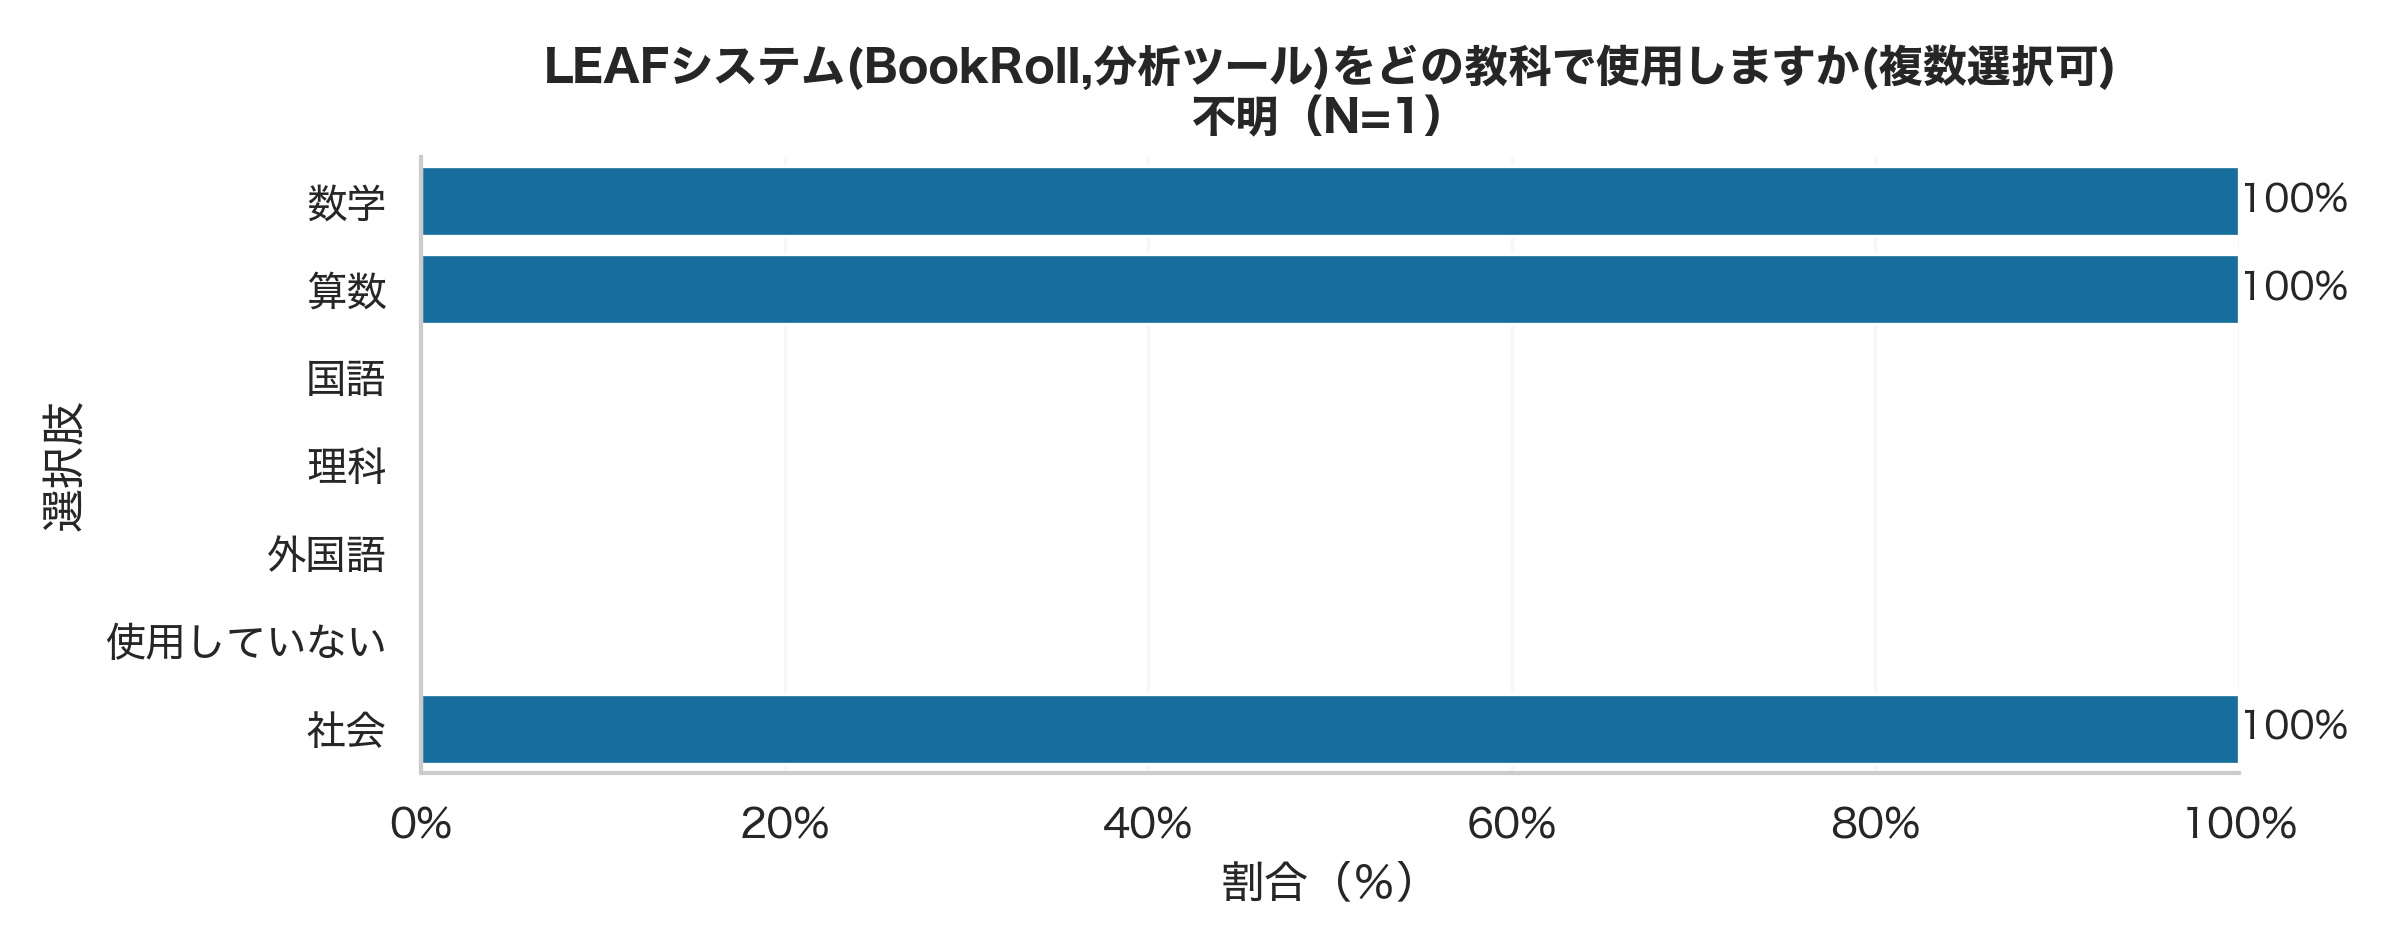 LEAFシステム(BookRoll,分析ツール)をどの教科で使用しますか(複数選択可)
不明（N=1）
選択肢
数学
100%
算数
100%
国語
理科
外国語
使用していない
社会
100%
0%
20%
40%
60%
80%
100%
割合（%）